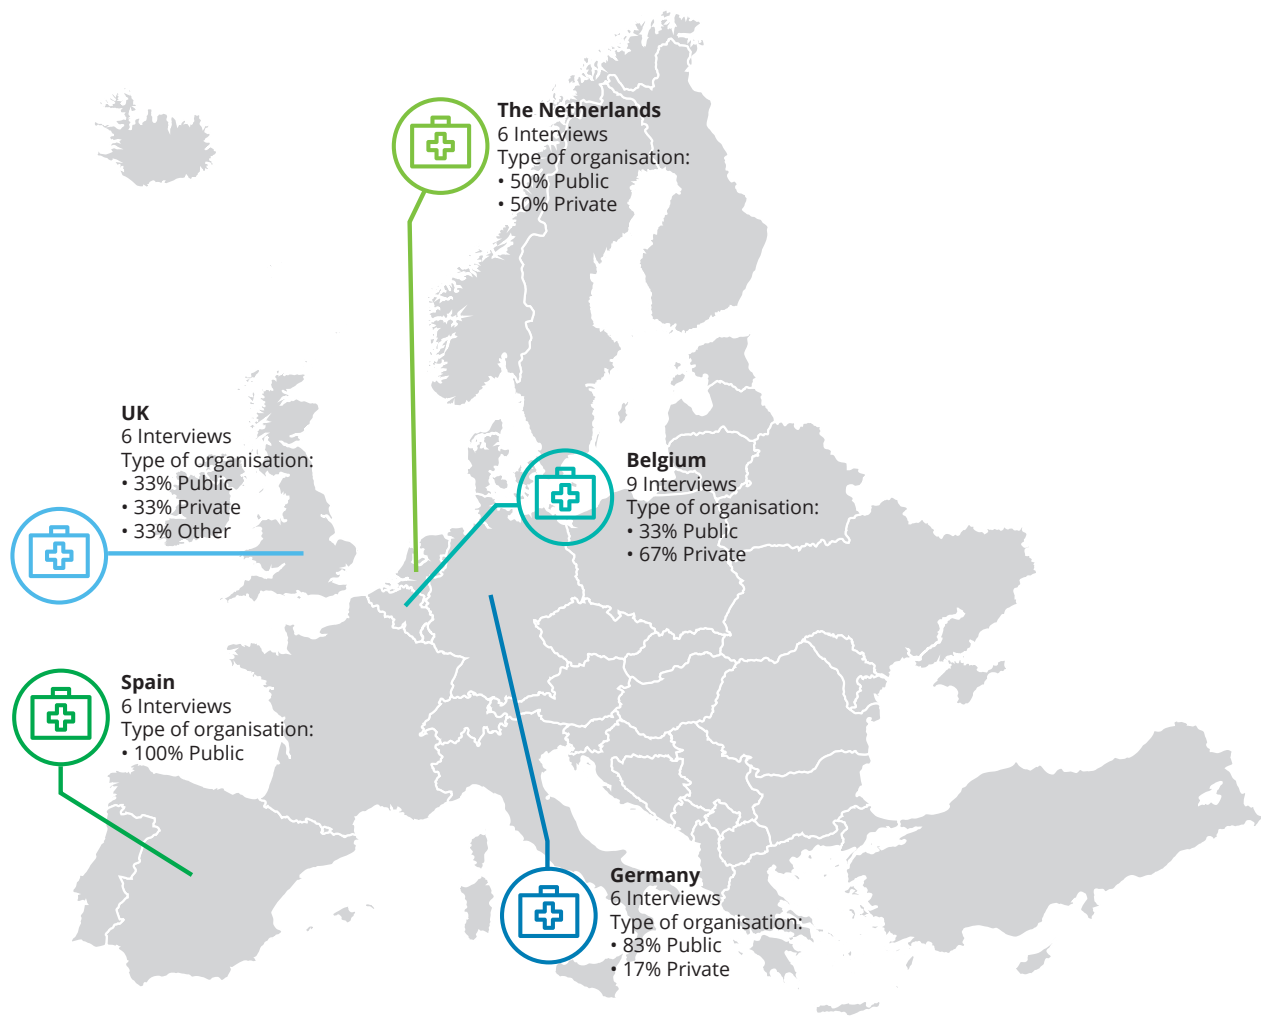 The Netherlands
6 Interviews
Type of organisation:
• 50% Public
• 50% Private
UK
6 Interviews
Type of organisation:
• 33% Public
• 33% Private
• 33% Other
Belgium
9 Interviews
Type of organisation:
• 33% Public
• 67% Private
Spain
6 Interviews
Type of organisation:
• 100% Public
Germany
6 Interviews
Type of organisation:
• 83% Public
• 17% Private